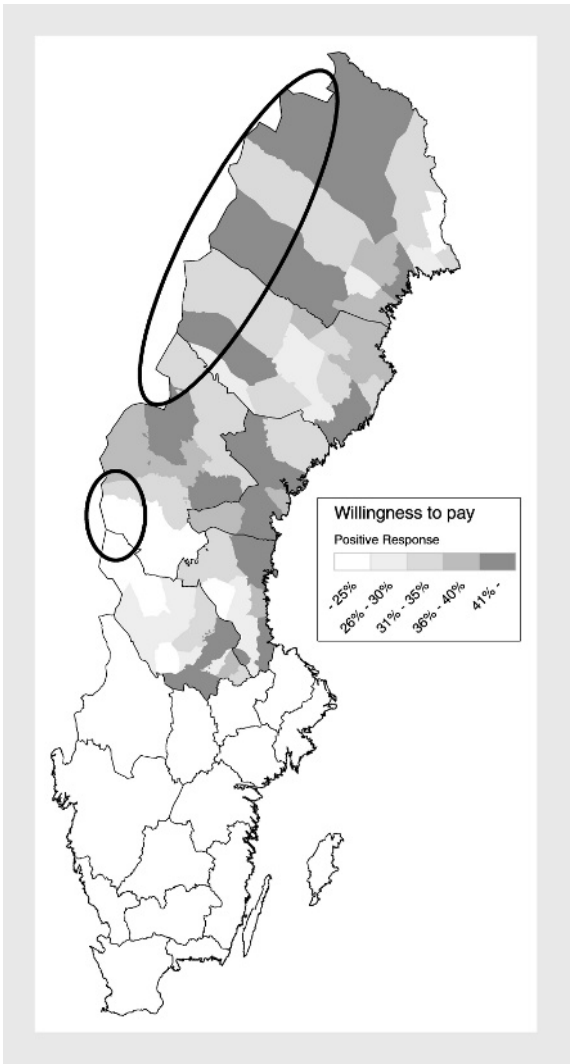 Willingness to pay
Positive Response
- 25%
26% - 30%
31% - 35%
36% - 40%
41% -